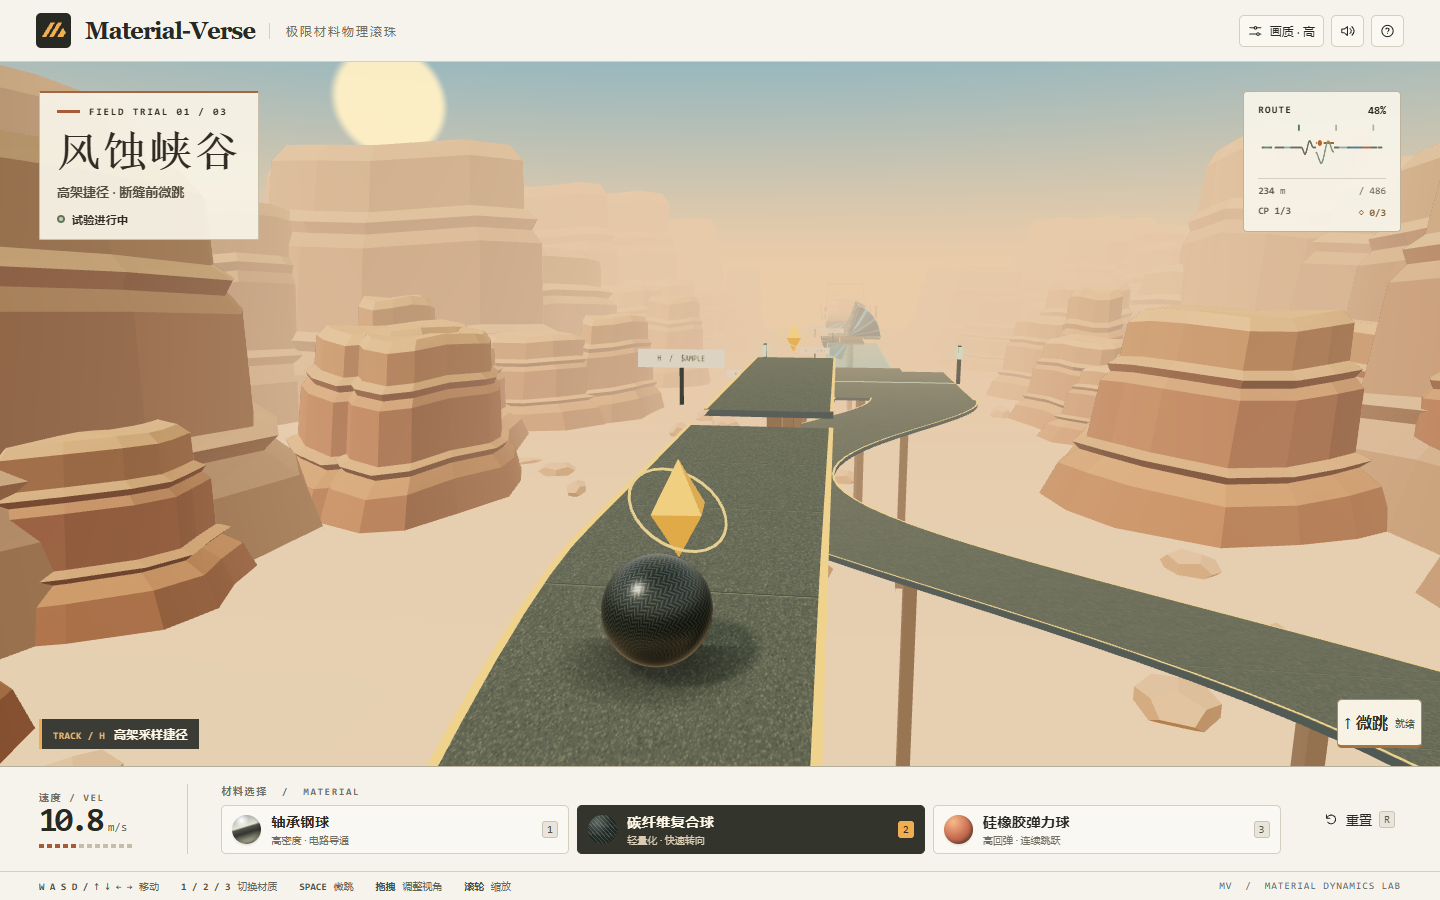 Material-Verse
极限材料物理滚珠
画质 · 高
FIELD TRIAL 01 / 03
风蚀峡谷
高架捷径 · 断缝前微跳
试验进行中
ROUTE 48%
234 m / 486
CP 1/3 ◇ 0/3
H / SAMPLE
TRACK / H 高架采样捷径
↑ 微跳 就绪
速度 / VEL
10.8 m/s
材料选择 / MATERIAL
轴承钢球
高密度 · 电路导通
1
碳纤维复合球
轻量化 · 快速转向
2
硅橡胶弹力球
高回弹 · 连续跳跃
3
重置 R
W A S D / ↑ ↓ ← → 移动 1 / 2 / 3 切换材质 SPACE 微跳 拖拽 调整视角 滚轮 缩放
MV / MATERIAL DYNAMICS LAB